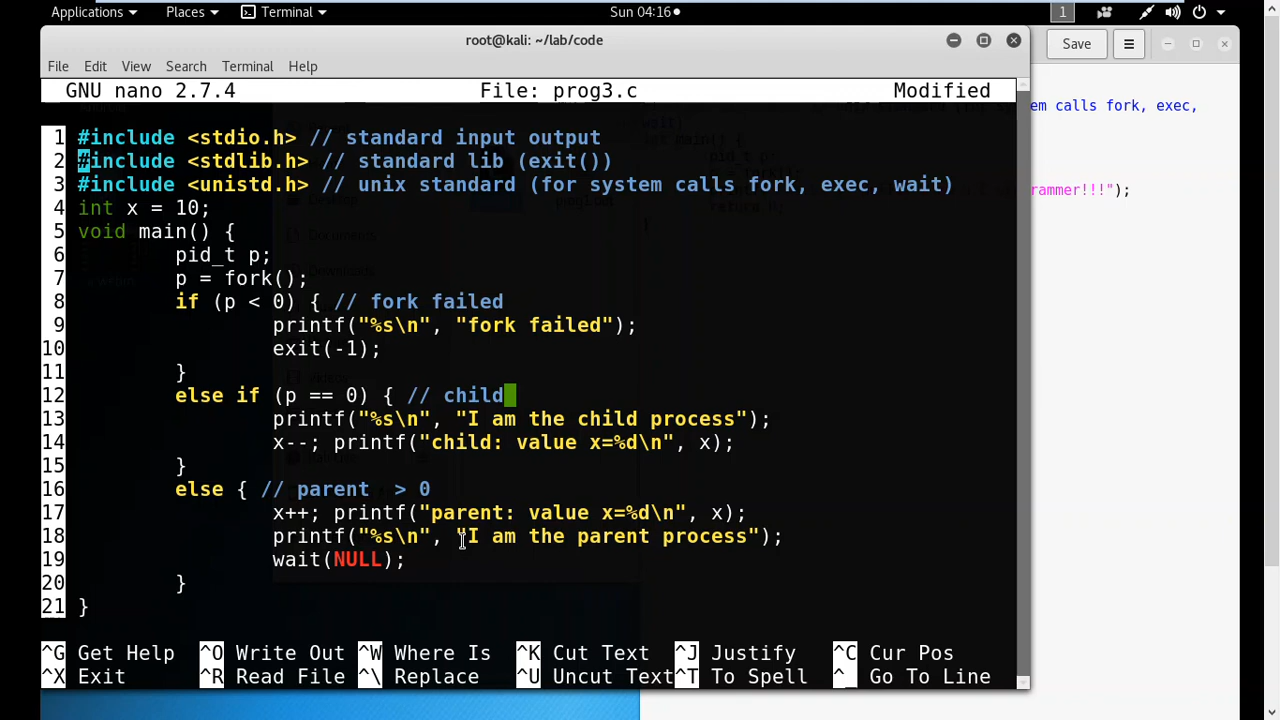 Applications Places Terminal Sun 04:16 1
root@kali: ~/lab/code
Save
File Edit View Search Terminal Help
GNU nano 2.7.4 File: prog3.c Modified
1 #include <stdio.h> // standard input output
2 #include <stdlib.h> // standard lib (exit())
3 #include <unistd.h> // unix standard (for system calls fork, exec, wait)
4 int x = 10;
5 void main() {
6 pid_t p;
7 p = fork();
8 if (p < 0) { // fork failed
9 printf("%s\n", "fork failed");
10 exit(-1);
11 }
12 else if (p == 0) { // child
13 printf("%s\n", "I am the child process");
14 x--; printf("child: value x=%d\n", x);
15 }
16 else { // parent > 0
17 x++; printf("parent: value x=%d\n", x);
18 printf("%s\n", "I am the parent process");
19 wait(NULL);
20 }
21 }
^G Get Help ^O Write Out ^W Where Is ^K Cut Text ^J Justify ^C Cur Pos
^X Exit ^R Read File ^\ Replace ^U Uncut Text ^T To Spell ^_ Go To Line
em calls fork, exec,
rammer!!!");